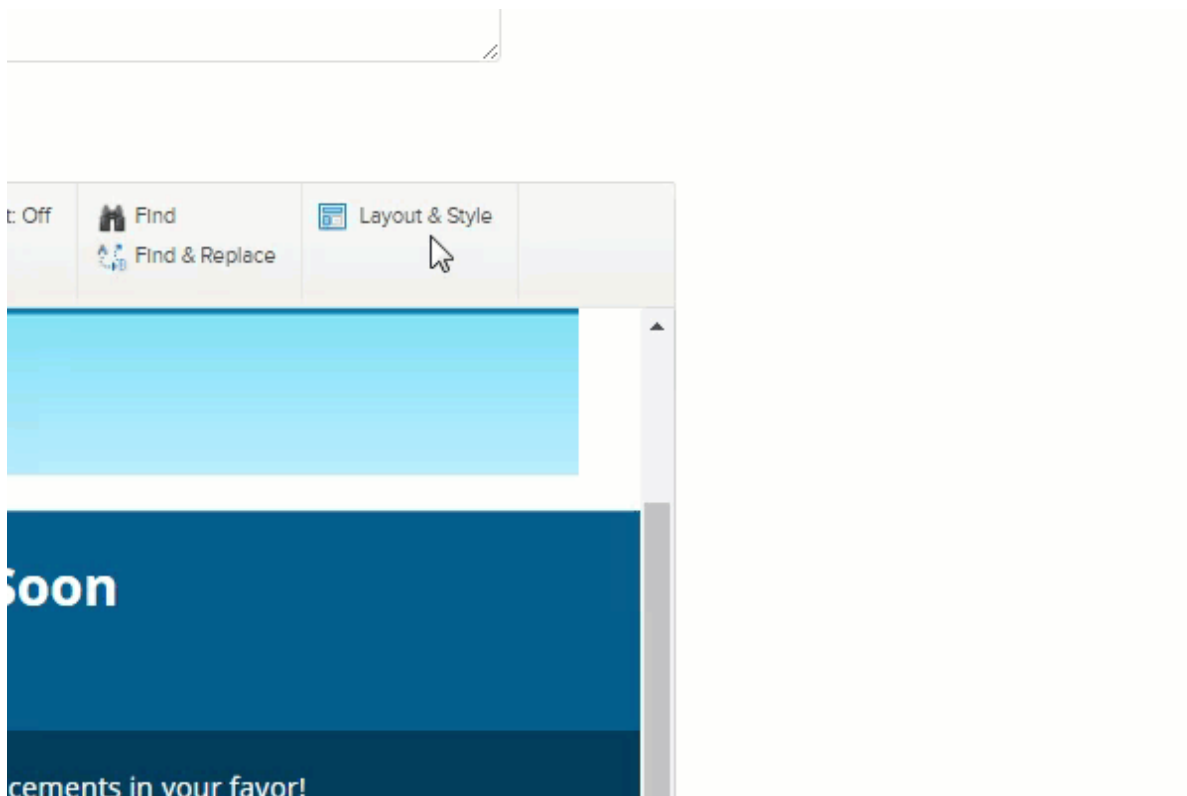 t: Off
Find
Layout & Style
Find & Replace
Soon
cements in your favor!